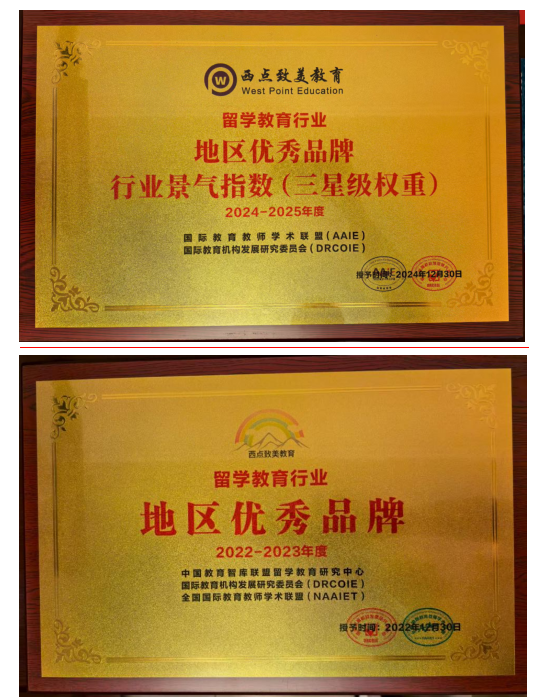 西点致美教育
West Point Education
留学教育行业
地区优秀品牌
行业景气指数(三星级权重)
2024-2025年度
国际教育教师学术联盟(AAIE)
国际教育机构发展研究委员会(DRCOIE)
授予时间：2024年12月30日
西点致美教育
留学教育行业
地区优秀品牌
2022-2023年度
中国教育智库联盟留学教育研究中心
国际教育机构发展研究委员会(DRCOIE)
全国国际教育教师学术联盟(NAAIET)
授予时间：2022年12月30日